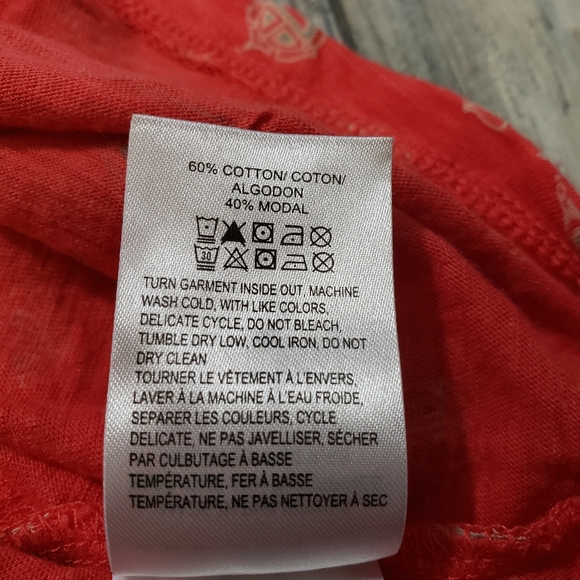 60% COTTON/ COTON/
ALGODON
40% MODAL
30
TURN GARMENT INSIDE OUT, MACHINE
WASH COLD, WITH LIKE COLORS,
DELICATE CYCLE, DO NOT BLEACH,
TUMBLE DRY LOW, COOL IRON, DO NOT
DRY CLEAN
TOURNER LE VÊTEMENT À L'ENVERS,
LAVER À LA MACHINE À L'EAU FROIDE,
SEPARER LES COULEURS, CYCLE
DELICATE, NE PAS JAVELLISER, SÉCHER
PAR CULBUTAGE À BASSE
TEMPÉRATURE, FER À BASSE
TEMPÉRATURE, NE PAS NETTOYER À SEC